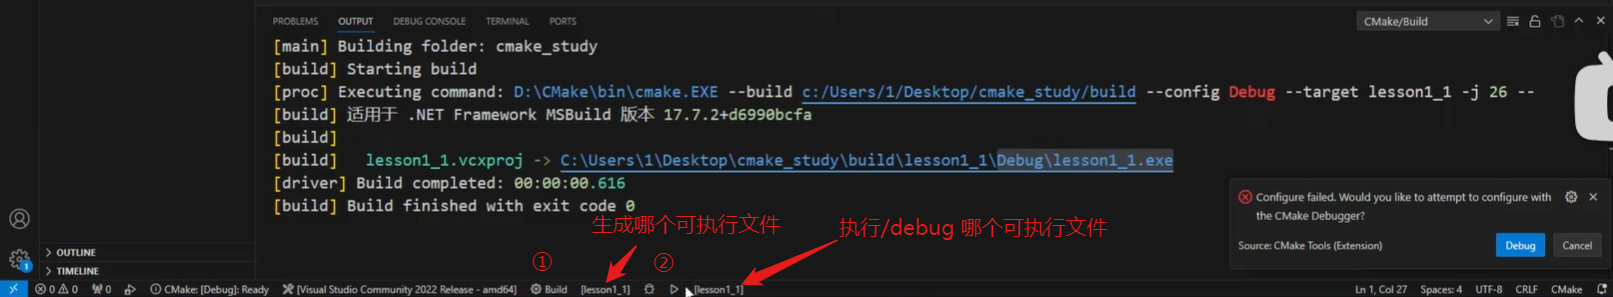 PROBLEMS OUTPUT DEBUG CONSOLE TERMINAL PORTS CMake/Build
[main] Building folder: cmake_study
[build] Starting build
[proc] Executing command: D:\CMake\bin\cmake.EXE --build c:/Users/1/Desktop/cmake_study/build --config Debug --target lesson1_1 -j 26 --
[build] 适用于 .NET Framework MSBuild 版本 17.7.2+d6990bcfa
[build]
[build] lesson1_1.vcxproj -> C:\Users\1\Desktop\cmake_study\build\lesson1_1\Debug\lesson1_1.exe
[driver] Build completed: 00:00:00.616
[build] Build finished with exit code 0
Configure failed. Would you like to attempt to configure with
the CMake Debugger?
Source: CMake Tools (Extension) Debug Cancel
生成哪个可执行文件
执行/debug 哪个可执行文件
① ②
OUTLINE
TIMELINE
1
0 0 0 CMake: [Debug]: Ready [Visual Studio Community 2022 Release - amd64] Build [lesson1_1] [lesson1_1] Ln 1, Col 27 Spaces: 4 UTF-8 CRLF CMake